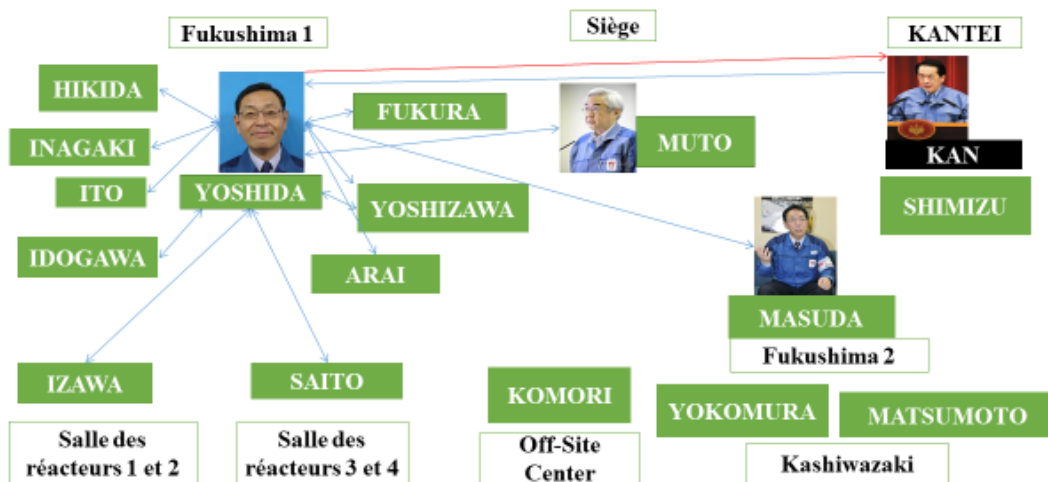 Fukushima 1
Siège
KANTEI
HIKIDA
FUKURA
INAGAKI
MUTO
KAN
ITO
YOSHIDA
YOSHIZAWA
SHIMIZU
IDOGAWA
ARAI
MASUDA
Fukushima 2
IZAWA
SAITO
KOMORI
YOKOMURA
MATSUMOTO
Salle des
réacteurs 1 et 2
Salle des
réacteurs 3 et 4
Off-Site
Center
Kashiwazaki